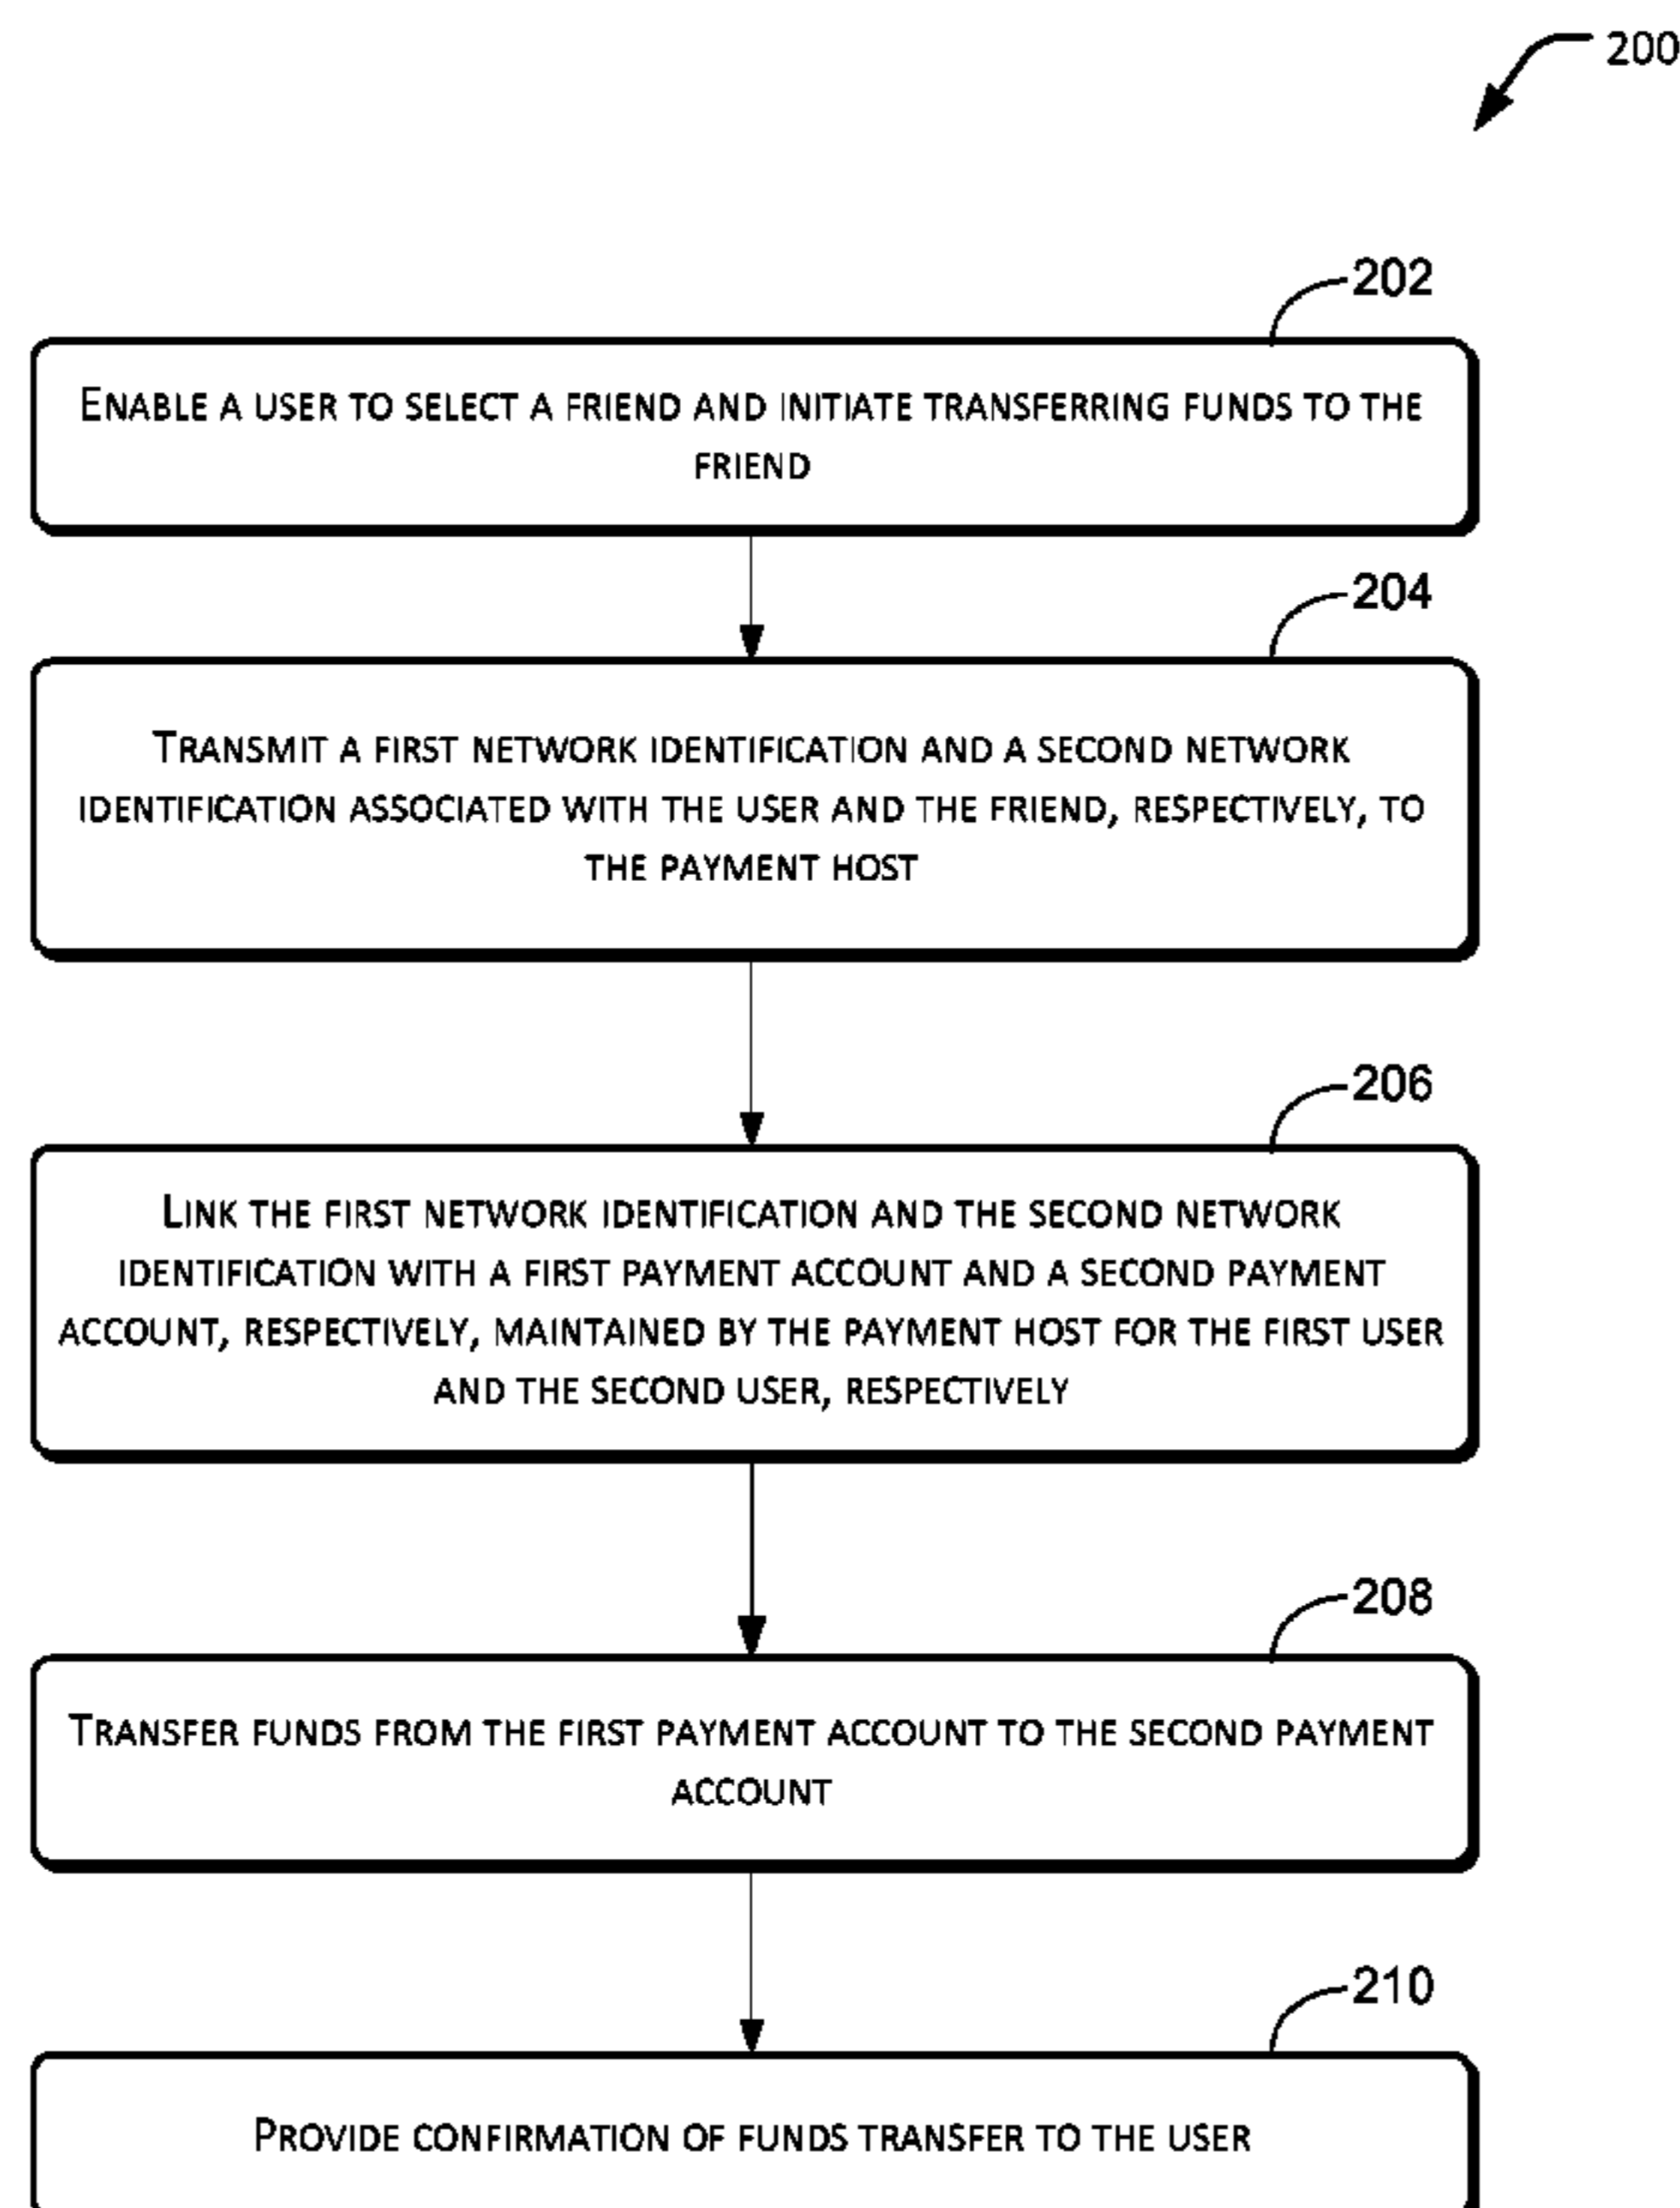 200
202
Enable a user to select a friend and initiate transferring funds to the
friend
204
Transmit a first network identification and a second network
identification associated with the user and the friend, respectively, to
the payment host
206
Link the first network identification and the second network
identification with a first payment account and a second payment
account, respectively, maintained by the payment host for the first user
and the second user, respectively
208
Transfer funds from the first payment account to the second payment
account
210
Provide confirmation of funds transfer to the user